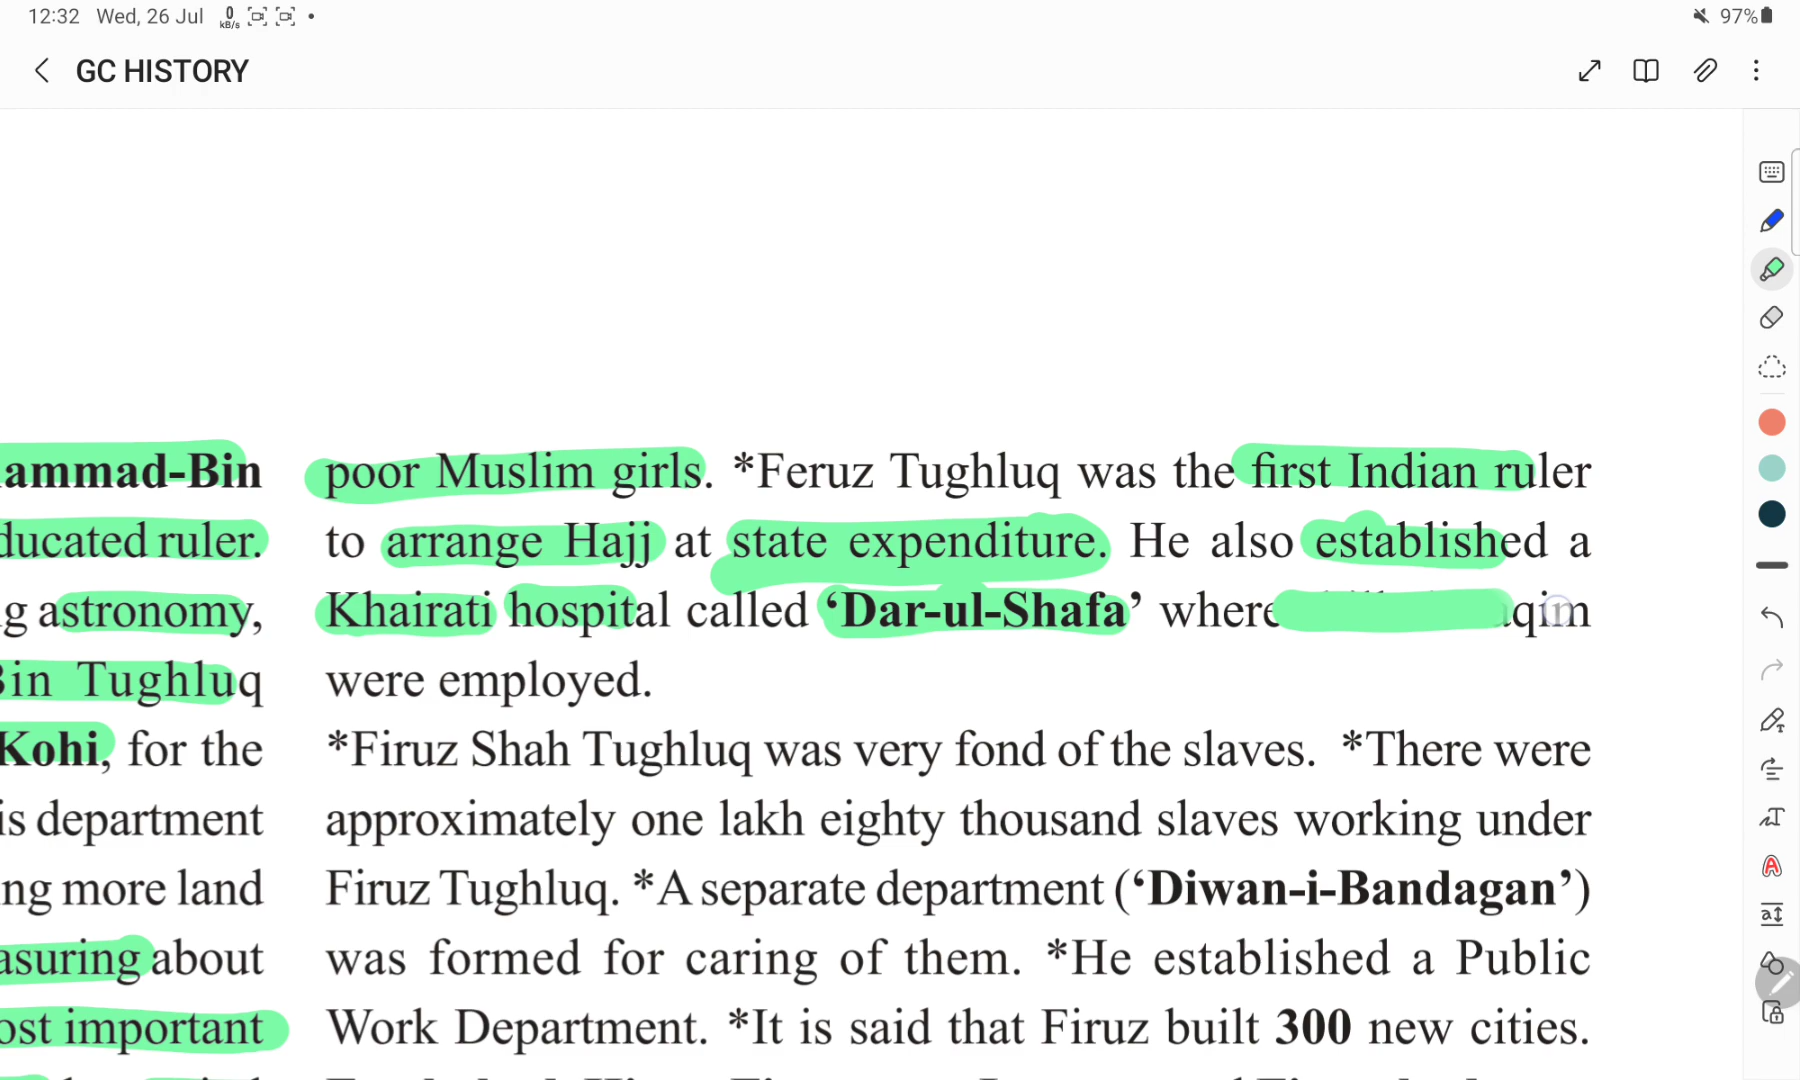 12:32 Wed, 26 Jul 0 kB/s 97%
GC HISTORY
ammad-Bin
ducated ruler.
g astronomy,
Bin Tughluq
Kohi, for the
is department
ng more land
asuring about
ost important
poor Muslim girls. *Feruz Tughluq was the first Indian ruler
to arrange Hajj at state expenditure. He also established a
Khairati hospital called ‘Dar-ul-Shafa’ where
were employed.
*Firuz Shah Tughluq was very fond of the slaves. *There were
approximately one lakh eighty thousand slaves working under
Firuz Tughluq. *A separate department (‘Diwan-i-Bandagan’)
was formed for caring of them. *He established a Public
Work Department. *It is said that Firuz built 300 new cities.